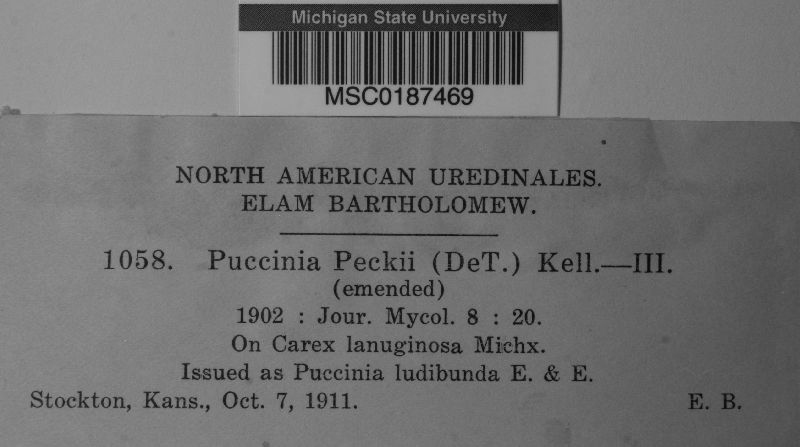 Michigan State University
MSC0187469
NORTH AMERICAN UREDINALES.
ELAM BARTHOLOMEW.
1058. Puccinia Peckii (DeT.) Kell.—III.
(emended)
1902 : Jour. Mycol. 8 : 20.
On Carex lanuginosa Michx.
Issued as Puccinia ludibunda E. & E.
Stockton, Kans., Oct. 7, 1911. E. B.